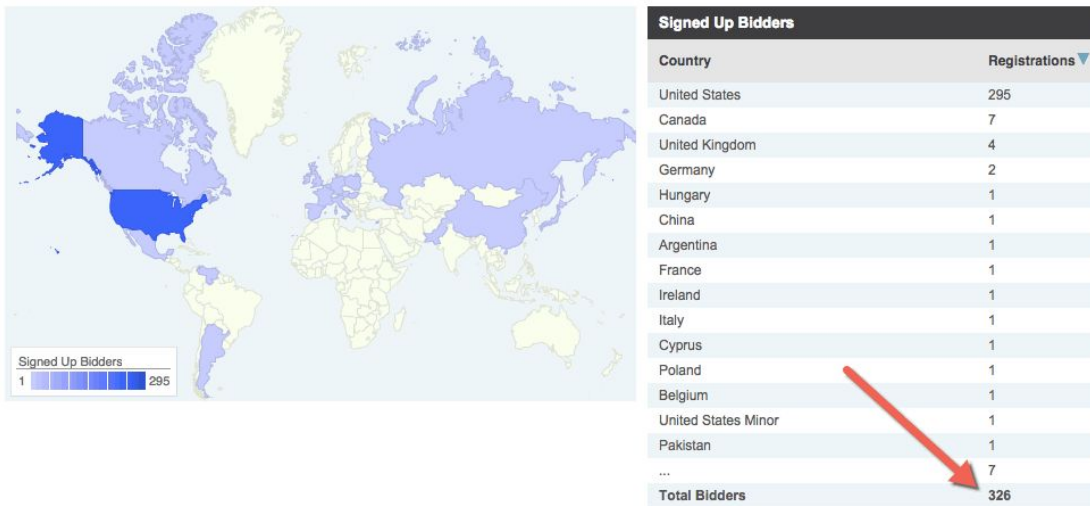 Signed Up Bidders
1 295
Signed Up Bidders
Country Registrations
United States 295
Canada 7
United Kingdom 4
Germany 2
Hungary 1
China 1
Argentina 1
France 1
Ireland 1
Italy 1
Cyprus 1
Poland 1
Belgium 1
United States Minor 1
Pakistan 1
... 7
Total Bidders 326